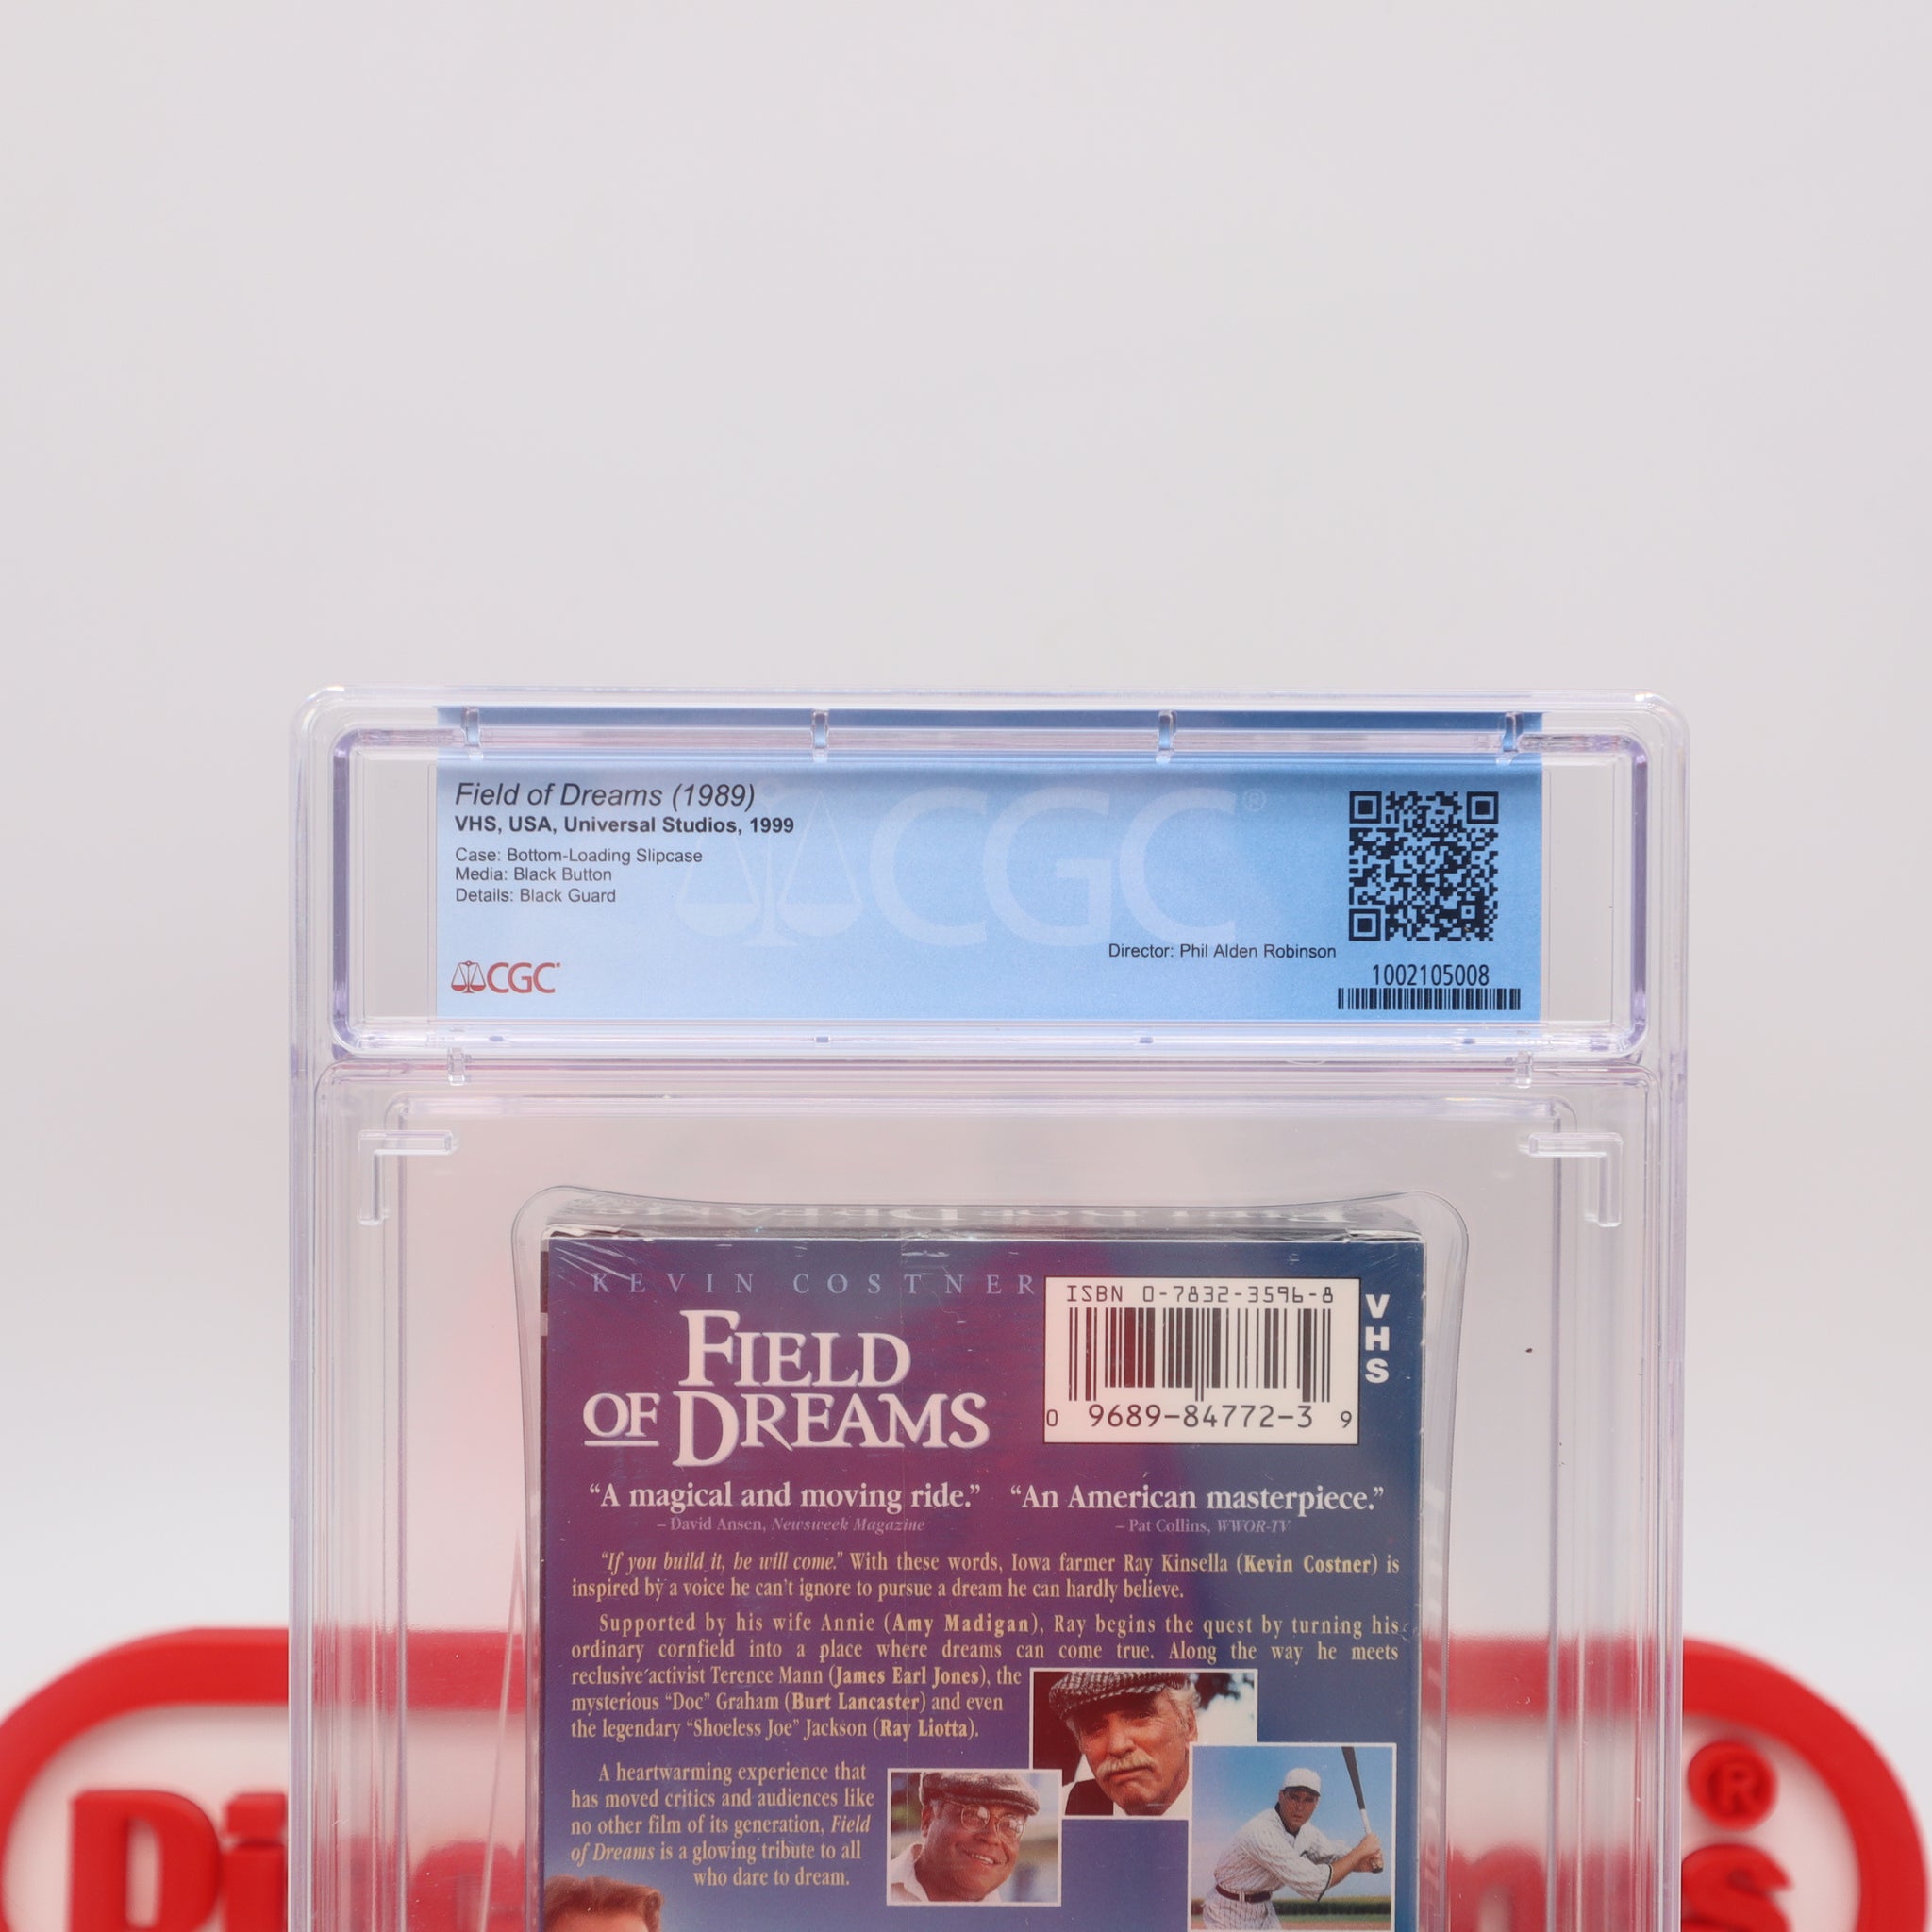 Field of Dreams (1989)
VHS, USA, Universal Studios, 1999
Case: Bottom-Loading Slipcase
Media: Black Button
Details: Black Guard
CGC®
Director: Phil Alden Robinson
CGC
1002105008
KEVIN COSTNER
FIELD
OF DREAMS
ISBN 0-7832-3596-8
0 9689-84772-3 9
VHS
“A magical and moving ride.”
– David Ansen, Newsweek Magazine
“An American masterpiece.”
– Pat Collins, WWOR-TV
“If you build it, he will come.” With these words, Iowa farmer Ray Kinsella (Kevin Costner) is
inspired by a voice he can't ignore to pursue a dream he can hardly believe.
Supported by his wife Annie (Amy Madigan), Ray begins the quest by turning his
ordinary cornfield into a place where dreams can come true. Along the way he meets
reclusive activist Terence Mann (James Earl Jones), the
mysterious “Doc” Graham (Burt Lancaster) and even
the legendary “Shoeless Joe” Jackson (Ray Liotta).
A heartwarming experience that
has moved critics and audiences like
no other film of its generation, Field
of Dreams is a glowing tribute to all
who dare to dream.
®